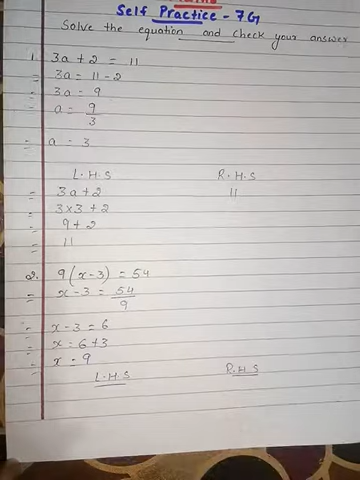 Self Practice - 7G
Solve the equation and check your answer
1. 3a + 2 = 11
= 3a = 11 - 2
= 3a = 9
= a = 9/3
= a = 3
L.H.S R.H.S
= 3a + 2 11
= 3×3 + 2
= 9 + 2
= 11
2. 9(x-3) = 54
= x - 3 = 54/9
= x - 3 = 6
= x = 6 + 3
= x = 9
L.H.S R.H.S